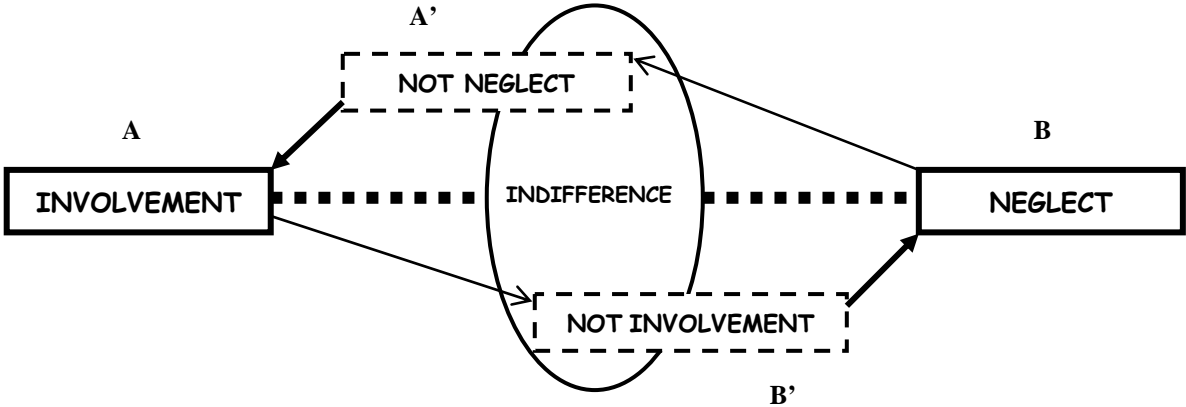 A’
NOT NEGLECT
A
B
INVOLVEMENT
INDIFFERENCE
NEGLECT
NOT INVOLVEMENT
B’